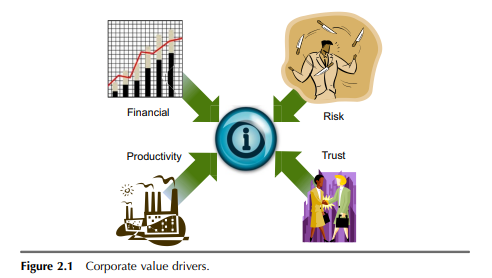 Financial
Risk
i
Productivity
Trust
Figure 2.1 Corporate value drivers.